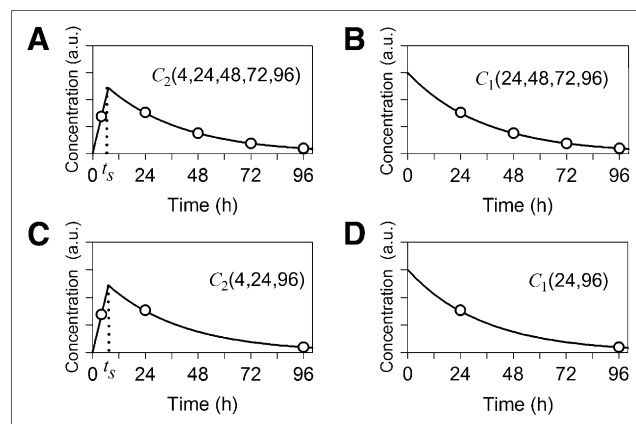 A
Concentration (a.u.)
C2(4,24,48,72,96)
0 ts 24 48 72 96
Time (h)
B
Concentration (a.u.)
C1(24,48,72,96)
0 24 48 72 96
Time (h)
C
Concentration (a.u.)
C2(4,24,96)
0 ts 24 48 72 96
Time (h)
D
Concentration (a.u.)
C1(24,96)
0 24 48 72 96
Time (h)